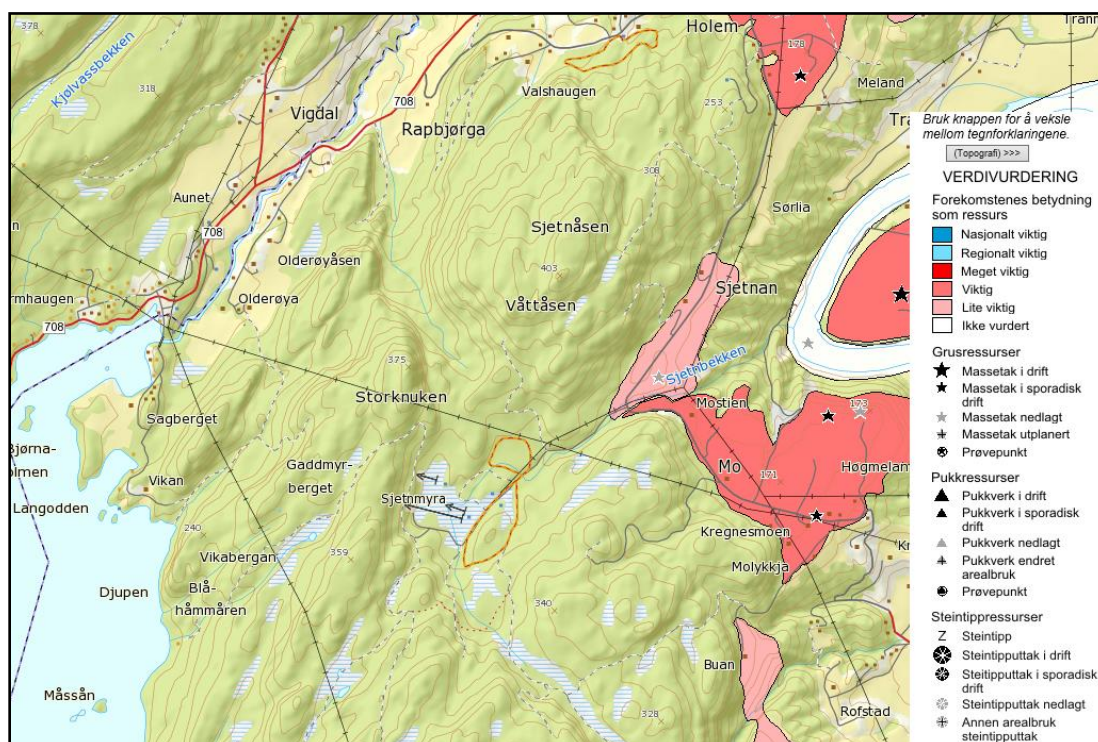 378
Kjølvassbekken
318
Vigdal
708
Rapbjørga
Valshaugen
Holem
178
Meland
253
Aunet
708
308
Sørlia
Sjetnåsen
Olderøyåsen
403
Våttåsen
Sjetnan
Olderøya
rmhaugen
708
375
Sjetnbekken
Storknuken
Mostien
173
Sagberget
Bjørna-
olmen
Gaddmyr-
berget
Mo
171
Høgmelan
Vikan
Sjetnmyra
Langodden
240
Vikabergan
359
Kregnesmoen
Molykkja
Djupen
Blå-
håmmåren
340
Buan
Måssån
328
Rofstad
Bruk knappen for å veksle
mellom tegnforklaringene.
(Topografi) >>>
VERDIVURDERING
Forekomstenes betydning
som ressurs
Nasjonalt viktig
Regionalt viktig
Meget viktig
Viktig
Lite viktig
Ikke vurdert
Grusressurser
Massetak i drift
Massetak i sporadisk
drift
Massetak nedlagt
Massetak utplanert
Prøvepunkt
Pukkressurser
Pukkverk i drift
Pukkverk i sporadisk
drift
Pukkverk nedlagt
Pukkverk endret
arealbruk
Prøvepunkt
Steintippressurser
Z Steintipp
Steintipputtak i drift
Steitipputtak i sporadisk
drift
Steintipputtak nedlagt
Annen arealbruk
steintipputtak